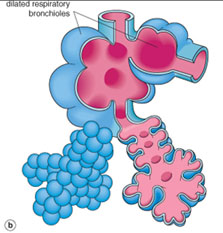 dilated respiratory
bronchioles
b